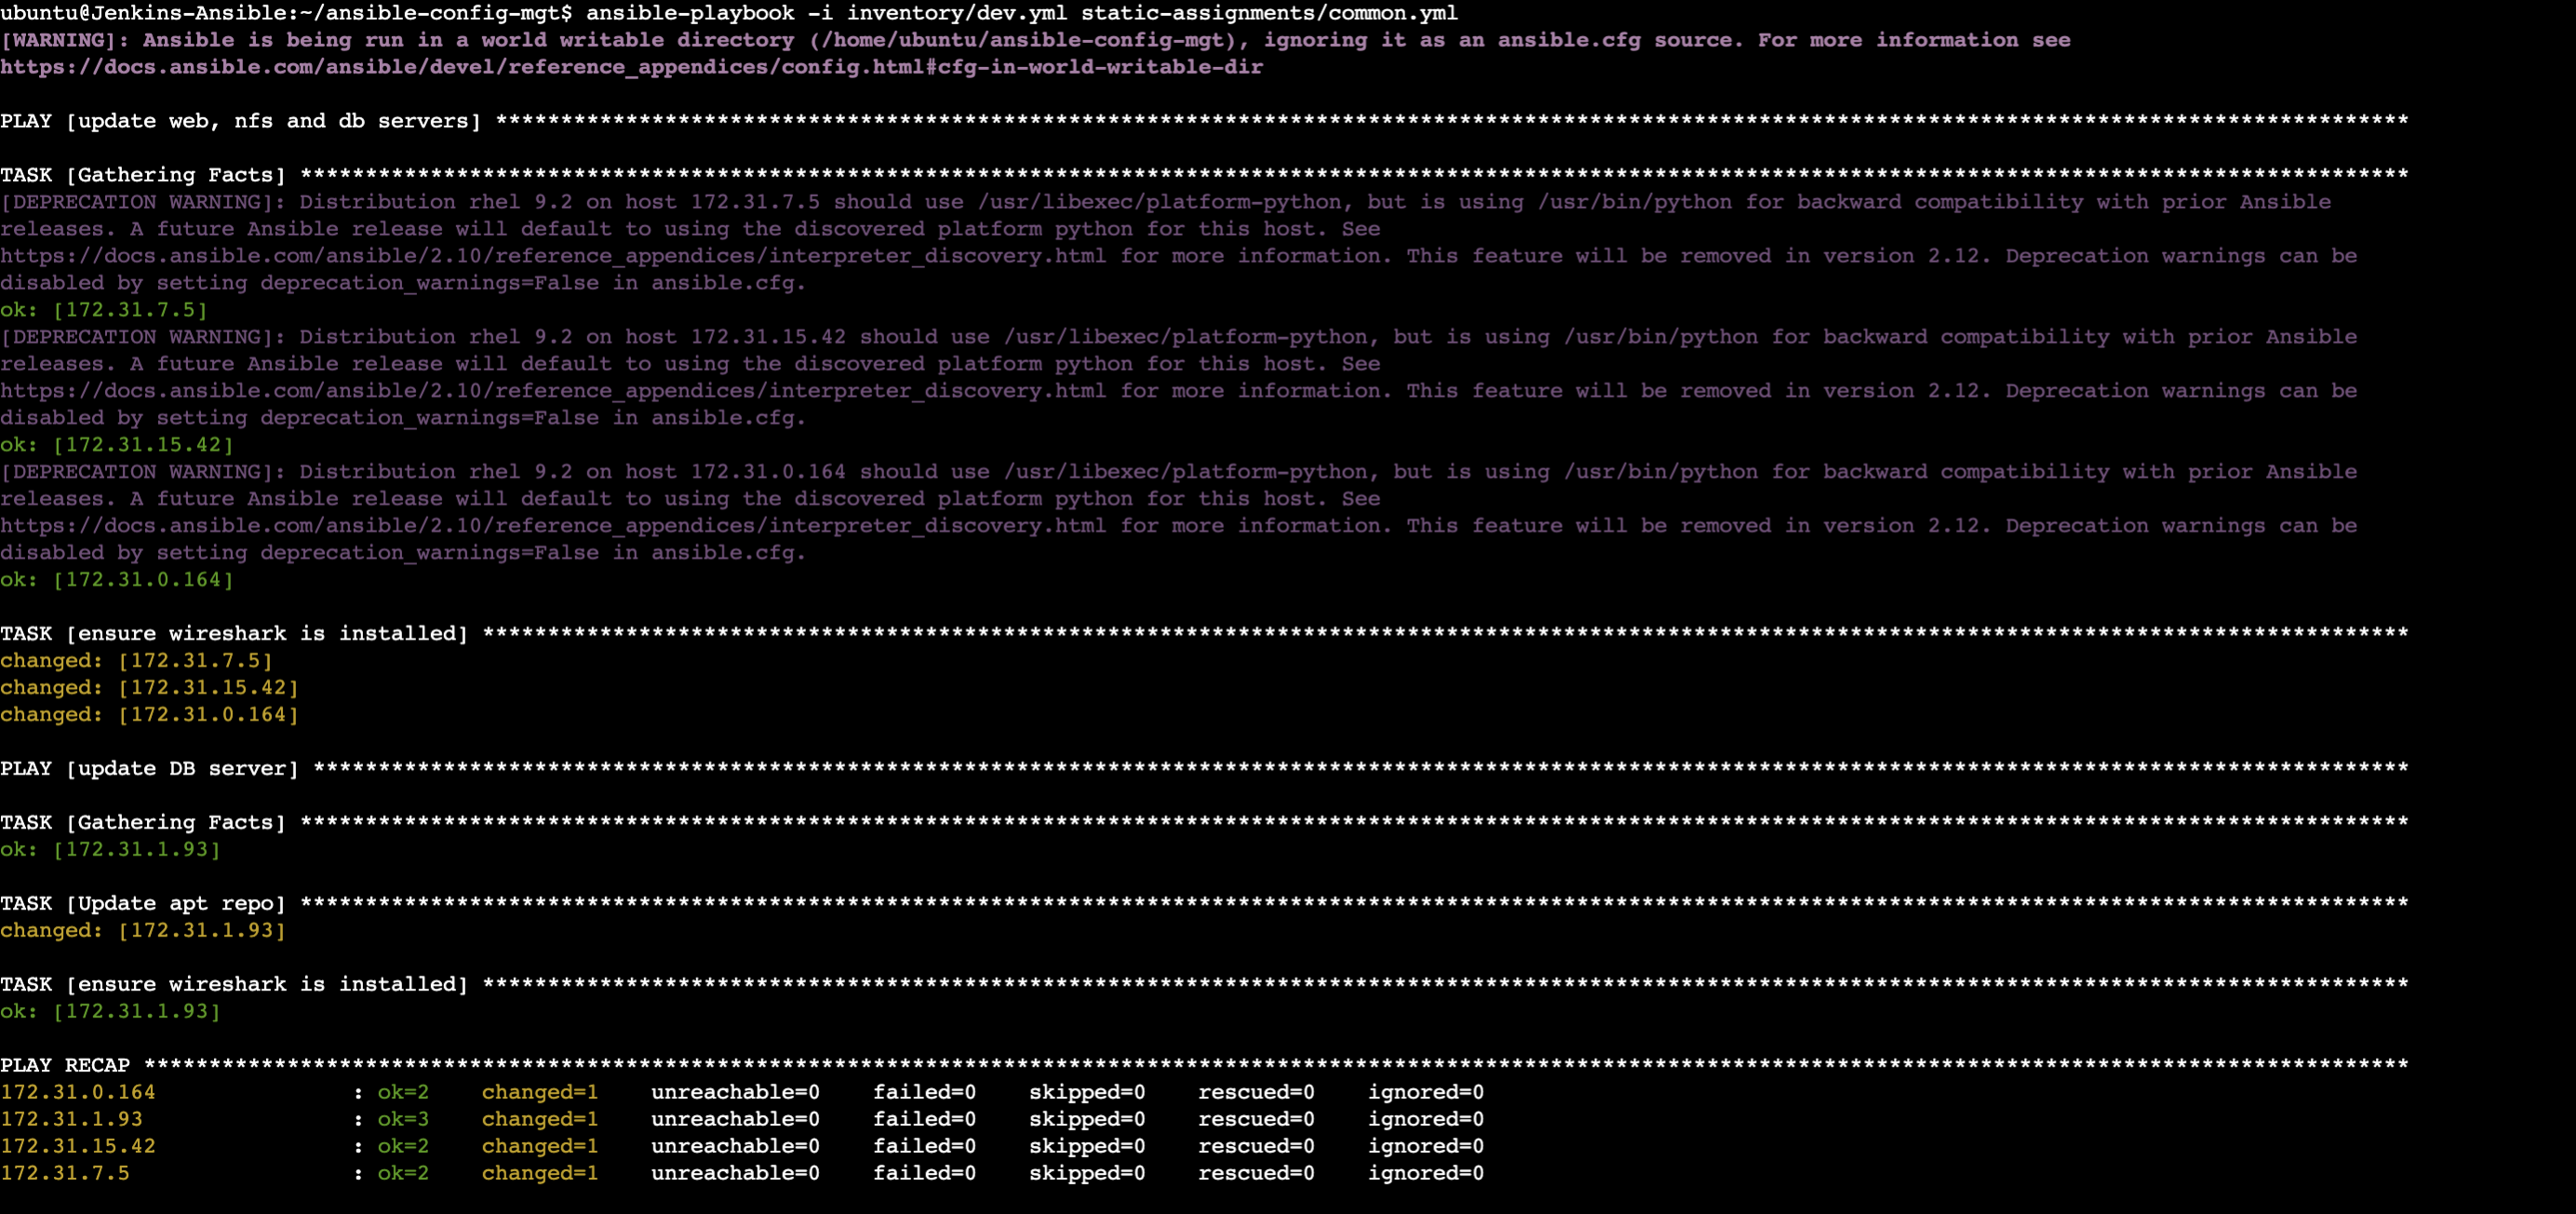 ubuntu@Jenkins-Ansible:~/ansible-config-mgt$ ansible-playbook -i inventory/dev.yml static-assignments/common.yml
[WARNING]: Ansible is being run in a world writable directory (/home/ubuntu/ansible-config-mgt), ignoring it as an ansible.cfg source. For more information see
https://docs.ansible.com/ansible/devel/reference_appendices/config.html#cfg-in-world-writable-dir
PLAY [update web, nfs and db servers] ***************************************************************************************************************************************************
TASK [Gathering Facts] ******************************************************************************************************************************************************************
[DEPRECATION WARNING]: Distribution rhel 9.2 on host 172.31.7.5 should use /usr/libexec/platform-python, but is using /usr/bin/python for backward compatibility with prior Ansible
releases. A future Ansible release will default to using the discovered platform python for this host. See
https://docs.ansible.com/ansible/2.10/reference_appendices/interpreter_discovery.html for more information. This feature will be removed in version 2.12. Deprecation warnings can be
disabled by setting deprecation_warnings=False in ansible.cfg.
ok: [172.31.7.5]
[DEPRECATION WARNING]: Distribution rhel 9.2 on host 172.31.15.42 should use /usr/libexec/platform-python, but is using /usr/bin/python for backward compatibility with prior Ansible
releases. A future Ansible release will default to using the discovered platform python for this host. See
https://docs.ansible.com/ansible/2.10/reference_appendices/interpreter_discovery.html for more information. This feature will be removed in version 2.12. Deprecation warnings can be
disabled by setting deprecation_warnings=False in ansible.cfg.
ok: [172.31.15.42]
[DEPRECATION WARNING]: Distribution rhel 9.2 on host 172.31.0.164 should use /usr/libexec/platform-python, but is using /usr/bin/python for backward compatibility with prior Ansible
releases. A future Ansible release will default to using the discovered platform python for this host. See
https://docs.ansible.com/ansible/2.10/reference_appendices/interpreter_discovery.html for more information. This feature will be removed in version 2.12. Deprecation warnings can be
disabled by setting deprecation_warnings=False in ansible.cfg.
ok: [172.31.0.164]
TASK [ensure wireshark is installed] ****************************************************************************************************************************************************
changed: [172.31.7.5]
changed: [172.31.15.42]
changed: [172.31.0.164]
PLAY [update DB server] *****************************************************************************************************************************************************************
TASK [Gathering Facts] ******************************************************************************************************************************************************************
ok: [172.31.1.93]
TASK [Update apt repo] ******************************************************************************************************************************************************************
changed: [172.31.1.93]
TASK [ensure wireshark is installed] ****************************************************************************************************************************************************
ok: [172.31.1.93]
PLAY RECAP ******************************************************************************************************************************************************************************
172.31.0.164               : ok=2    changed=1    unreachable=0    failed=0    skipped=0    rescued=0    ignored=0
172.31.1.93                : ok=3    changed=1    unreachable=0    failed=0    skipped=0    rescued=0    ignored=0
172.31.15.42               : ok=2    changed=1    unreachable=0    failed=0    skipped=0    rescued=0    ignored=0
172.31.7.5                 : ok=2    changed=1    unreachable=0    failed=0    skipped=0    rescued=0    ignored=0